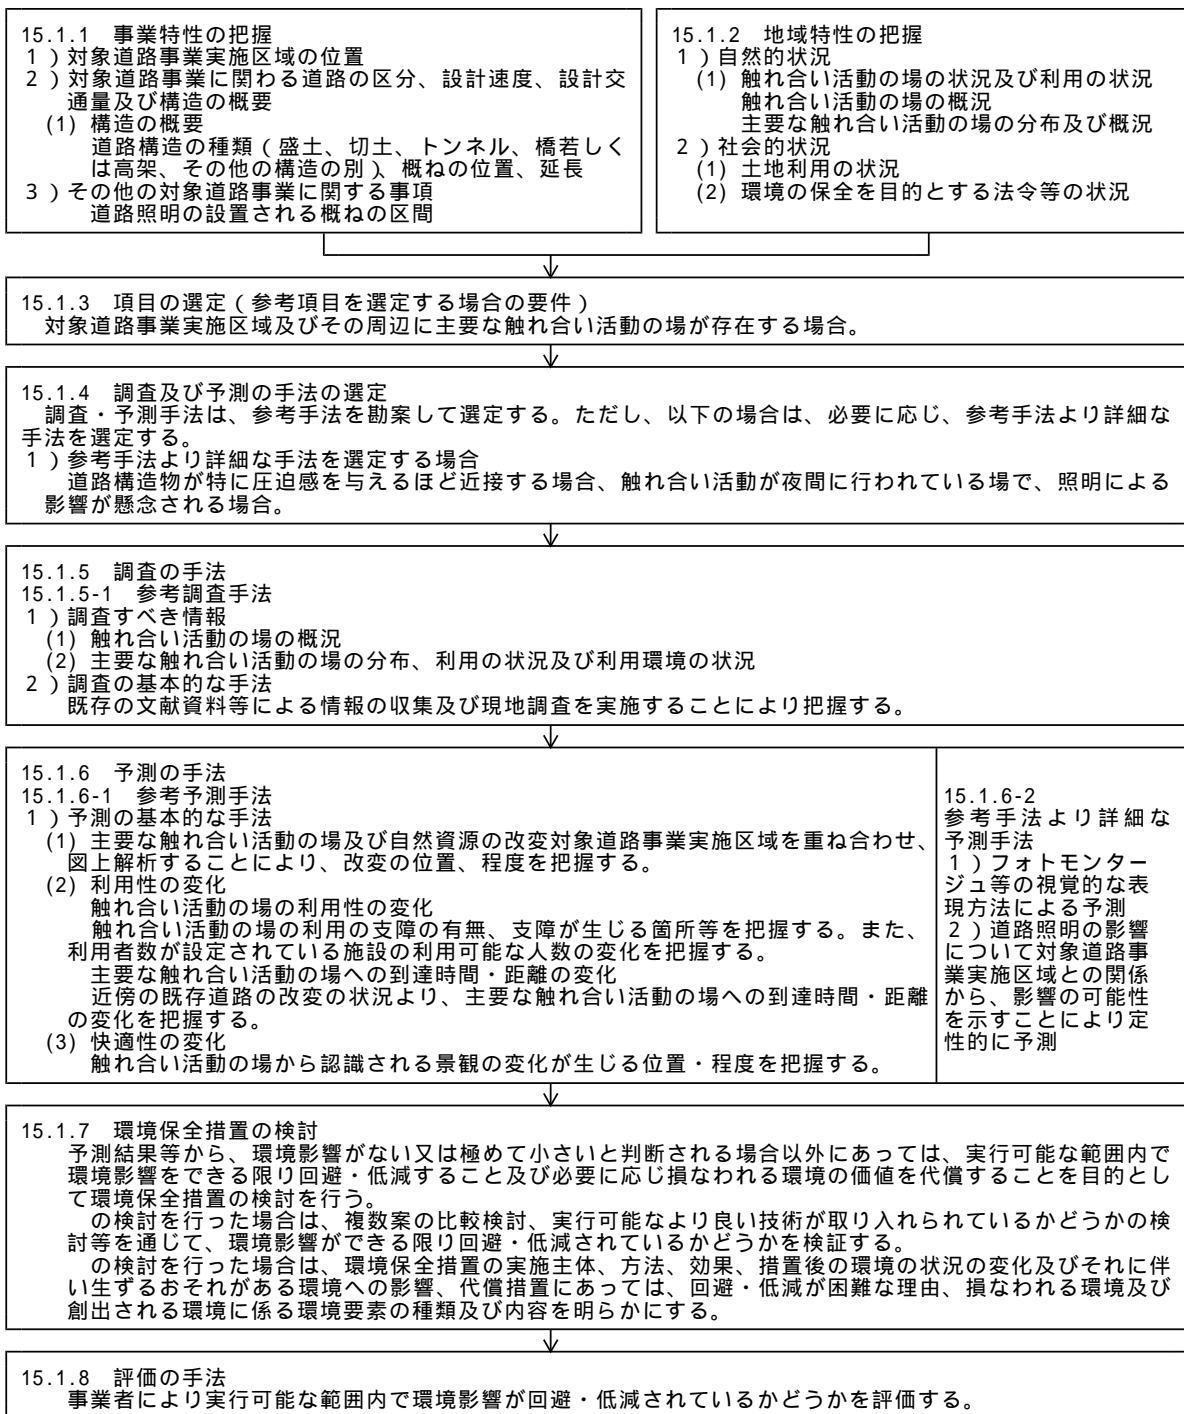 15.1.1 事業特性の把握
1）対象道路事業実施区域の位置
2）対象道路事業に関わる道路の区分、設計速度、設計交
通量及び構造の概要
(1) 構造の概要
道路構造の種類（盛土、切土、トンネル、橋若しく
は高架、その他の構造の別）、概ねの位置、延長
3）その他の対象道路事業に関する事項
道路照明の設置される概ねの区間
15.1.2 地域特性の把握
1）自然的状況
(1) 触れ合い活動の場の状況及び利用の状況
触れ合い活動の場の概況
主要な触れ合い活動の場の分布及び概況
2）社会的状況
(1) 土地利用の状況
(2) 環境の保全を目的とする法令等の状況
15.1.3 項目の選定（参考項目を選定する場合の要件）
対象道路事業実施区域及びその周辺に主要な触れ合い活動の場が存在する場合。
15.1.4 調査及び予測の手法の選定
調査・予測手法は、参考手法を勘案して選定する。ただし、以下の場合は、必要に応じ、参考手法より詳細な
手法を選定する。
1）参考手法より詳細な手法を選定する場合
道路構造物が特に圧迫感を与えるほど近接する場合、触れ合い活動が夜間に行われている場で、照明による
影響が懸念される場合。
15.1.5 調査の手法
15.1.5-1 参考調査手法
1）調査すべき情報
(1) 触れ合い活動の場の概況
(2) 主要な触れ合い活動の場の分布、利用の状況及び利用環境の状況
2）調査の基本的な手法
既存の文献資料等による情報の収集及び現地調査を実施することにより把握する。
15.1.6 予測の手法
15.1.6-1 参考予測手法
1）予測の基本的な手法
(1) 主要な触れ合い活動の場及び自然資源の改変対象道路事業実施区域を重ね合わせ、
図上解析することにより、改変の位置、程度を把握する。
(2) 利用性の変化
触れ合い活動の場の利用性の変化
触れ合い活動の場の利用の支障の有無、支障が生じる箇所等を把握する。また、
利用者数が設定されている施設の利用可能な人数の変化を把握する。
主要な触れ合い活動の場への到達時間・距離の変化
近傍の既存道路の改変の状況より、主要な触れ合い活動の場への到達時間・距離
の変化を把握する。
(3) 快適性の変化
触れ合い活動の場から認識される景観の変化が生じる位置・程度を把握する。
15.1.6-2
参考手法より詳細な
予測手法
1）フォトモンター
ジュ等の視覚的な表
現方法による予測
2）道路照明の影響
について対象道路事
業実施区域との関係
から、影響の可能性
を示すことにより定
性的に予測
15.1.7 環境保全措置の検討
予測結果等から、環境影響がない又は極めて小さいと判断される場合以外にあっては、実行可能な範囲内で
環境影響をできる限り回避・低減すること及び必要に応じ損なわれる環境の価値を代償することを目的とし
て環境保全措置の検討を行う。
の検討を行った場合は、複数案の比較検討、実行可能なより良い技術が取り入れられているかどうかの検
討等を通じて、環境影響ができる限り回避・低減されているかどうかを検証する。
の検討を行った場合は、環境保全措置の実施主体、方法、効果、措置後の環境の状況の変化及びそれに伴
い生ずるおそれがある環境への影響、代償措置にあっては、回避・低減が困難な理由、損なわれる環境及び
創出される環境に係る環境要素の種類及び内容を明らかにする。
15.1.8 評価の手法
事業者により実行可能な範囲内で環境影響が回避・低減されているかどうかを評価する。